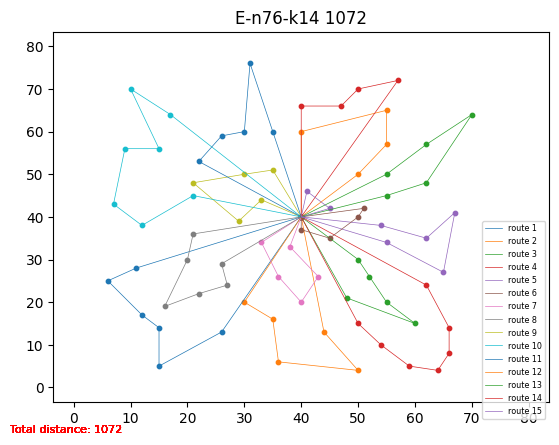 E-n76-k14 1072
80
70
60
50
40
30
20
10
0
0 10 20 30 40 50 60 70 80
route 1
route 2
route 3
route 4
route 5
route 6
route 7
route 8
route 9
route 10
route 11
route 12
route 13
route 14
route 15
Total distance: 1072